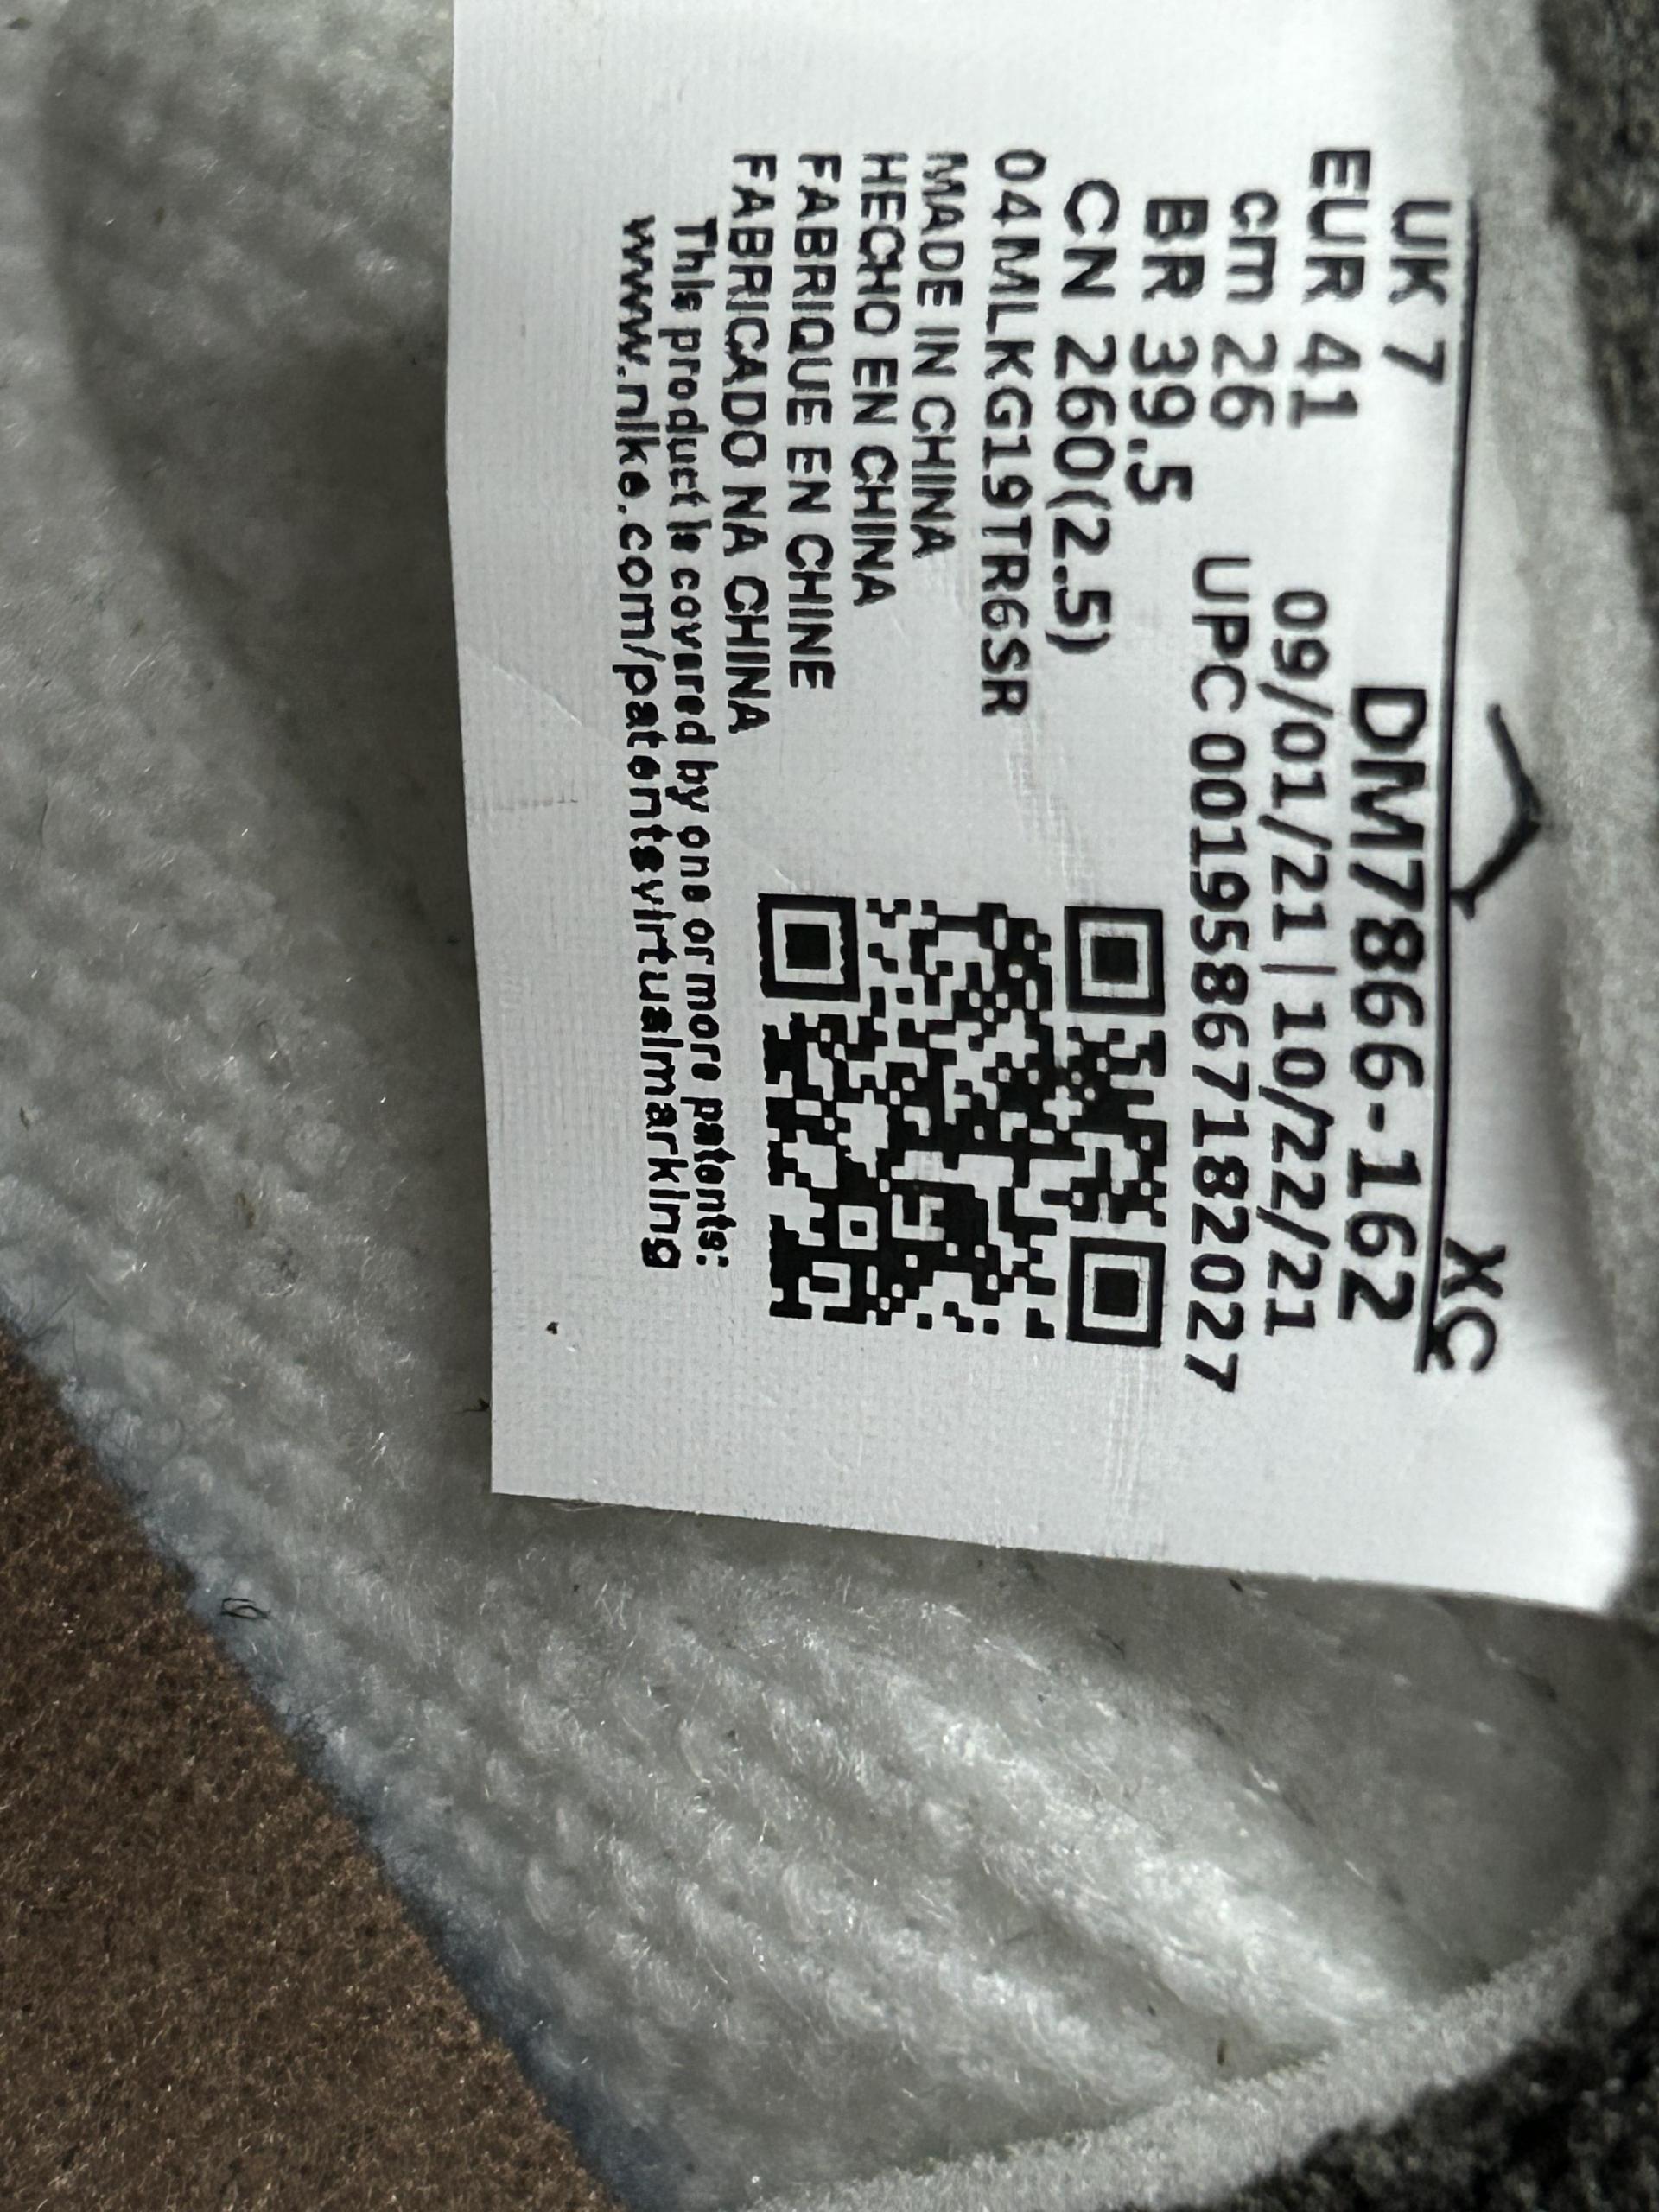 XC
UK 7
DM7866-162
EUR 41
09/01/21 | 10/22/21
cm 26
UPC 00195867182027
BR 39.5
CN 260(2.5)
04MLKG19TR6SR
MADE IN CHINA
HECHO EN CHINA
FABRIQUE EN CHINE
FABRICADO NA CHINA
This product is covered by one or more patents:
www.nike.com/patentsvirtualmarking